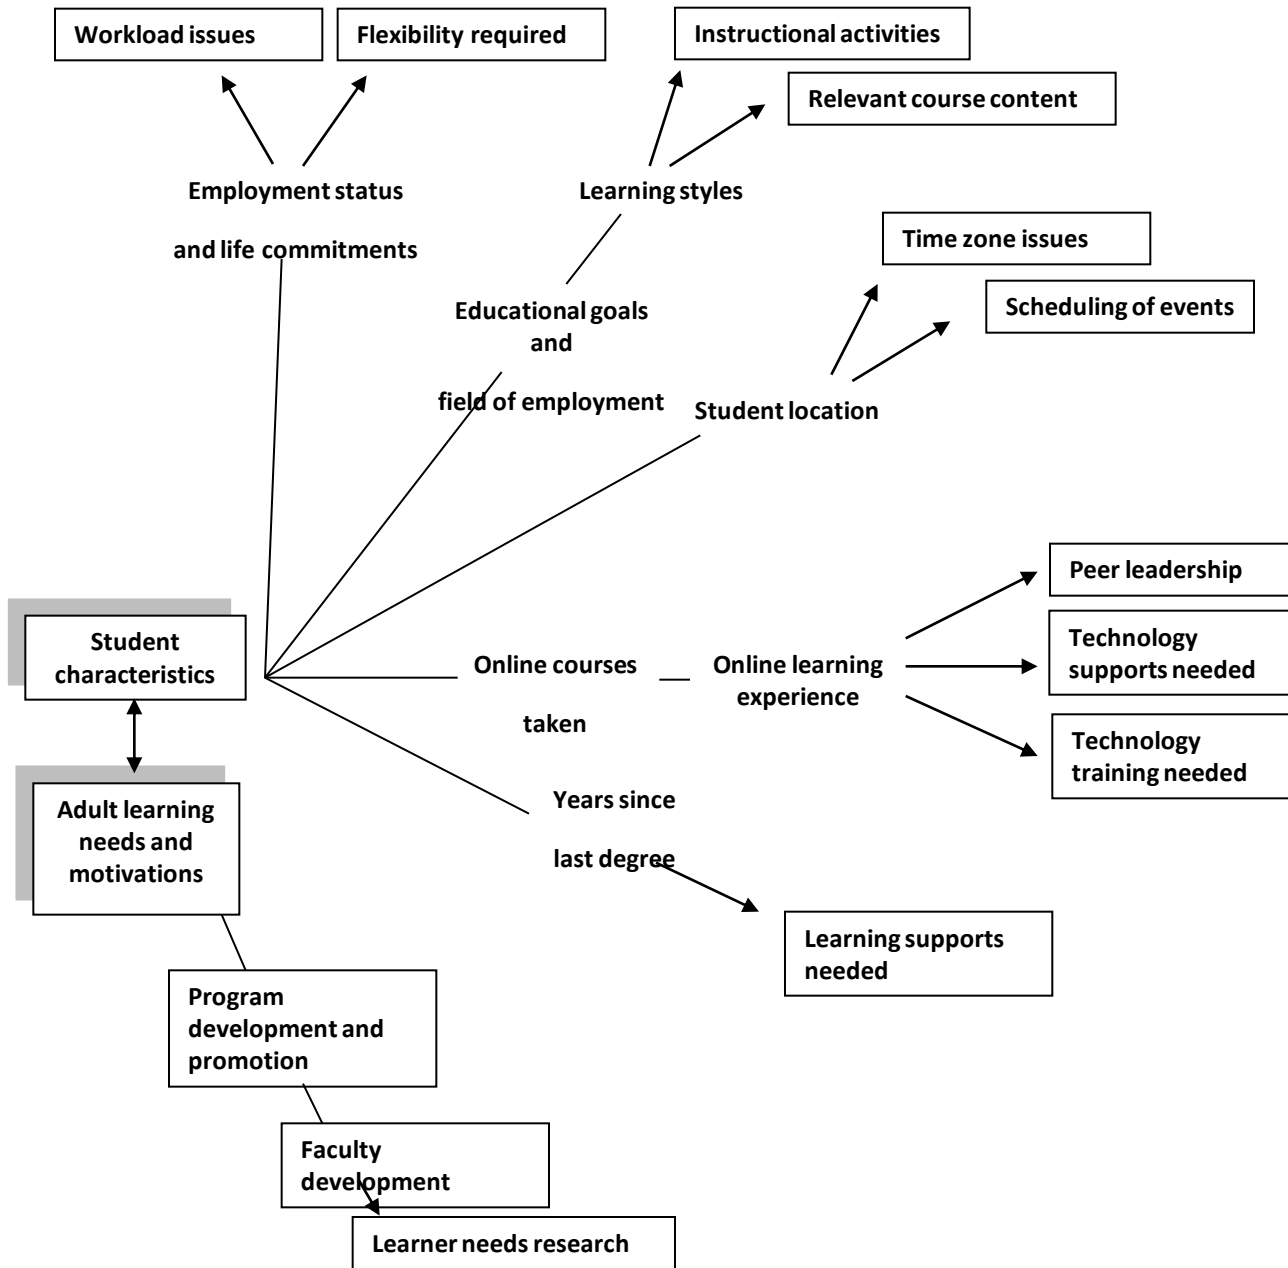 Workload issues
Flexibility required
Instructional activities
Relevant course content
Employment status
and life commitments
Learning styles
Time zone issues
Scheduling of events
Educational goals
and
field of employment
Student location
Peer leadership
Student
characteristics
Online courses
taken
Online learning
experience
Technology
supports needed
Technology
training needed
Adult learning
needs and
motivations
Years since
last degree
Learning supports
needed
Program
development and
promotion
Faculty
development
Learner needs research